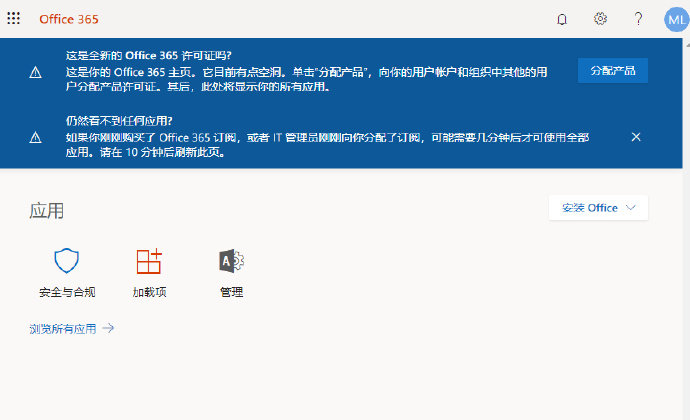 Office 365
ML
这是全新的 Office 365 许可证吗?
这是你的 Office 365 主页。它目前有点空洞。单击“分配产品”，向你的用户帐户和组织中其他的用
户分配产品许可证。其后，此处将显示你的所有应用。
分配产品
仍然看不到任何应用?
如果你刚刚购买了 Office 365 订阅，或者 IT 管理员刚刚向你分配了订阅，可能需要几分钟后才可使用全部
应用。请在 10 分钟后刷新此页。
应用
安装 Office
安全与合规
加载项
A
管理
浏览所有应用